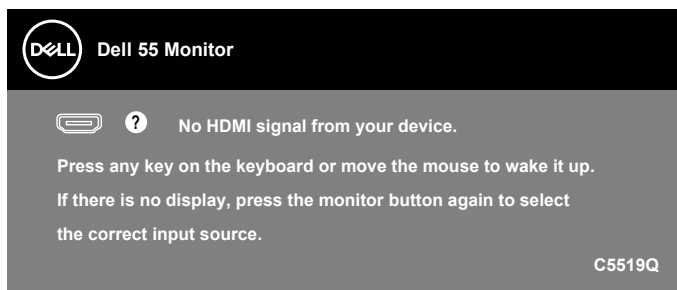 DELL Dell 55 Monitor
? No HDMI signal from your device.
Press any key on the keyboard or move the mouse to wake it up.
If there is no display, press the monitor button again to select
the correct input source.
C5519Q